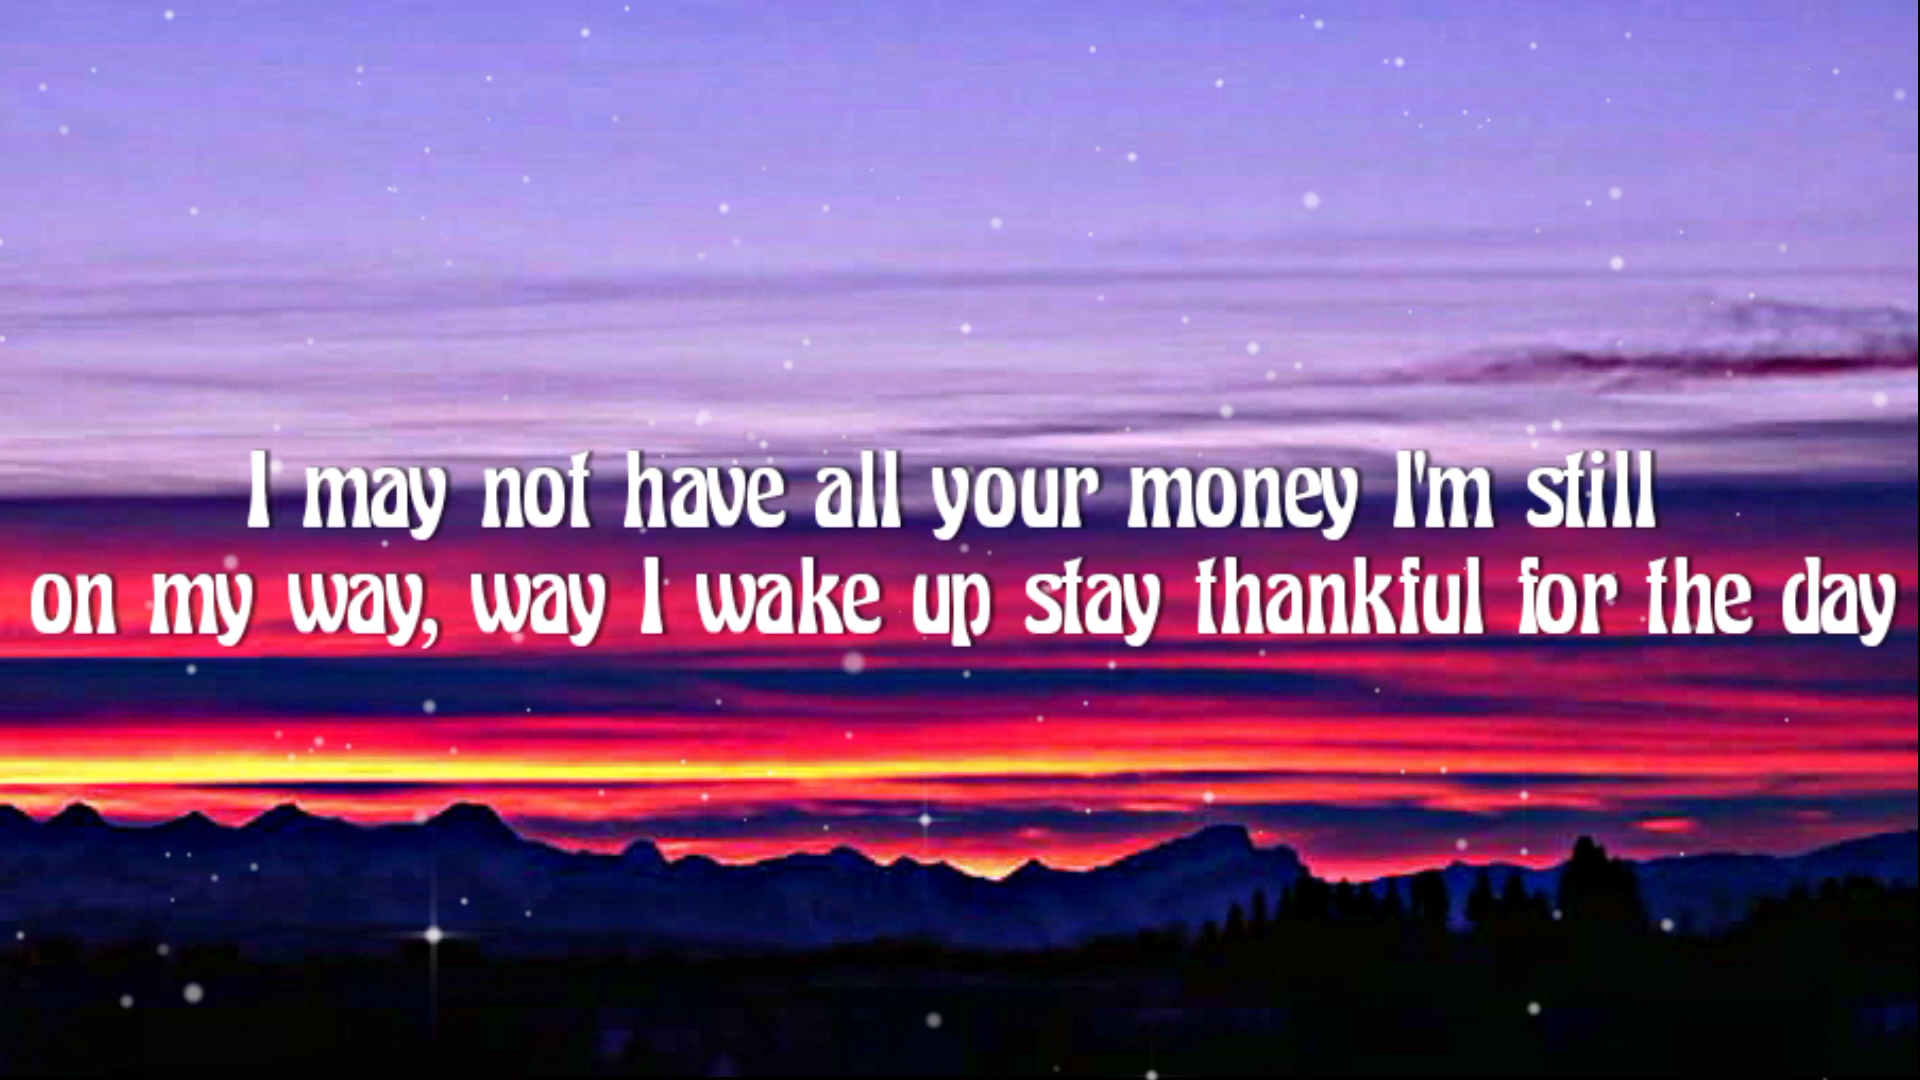 I may not have all your money I'm still
on my way, way I wake up stay thankful for the day